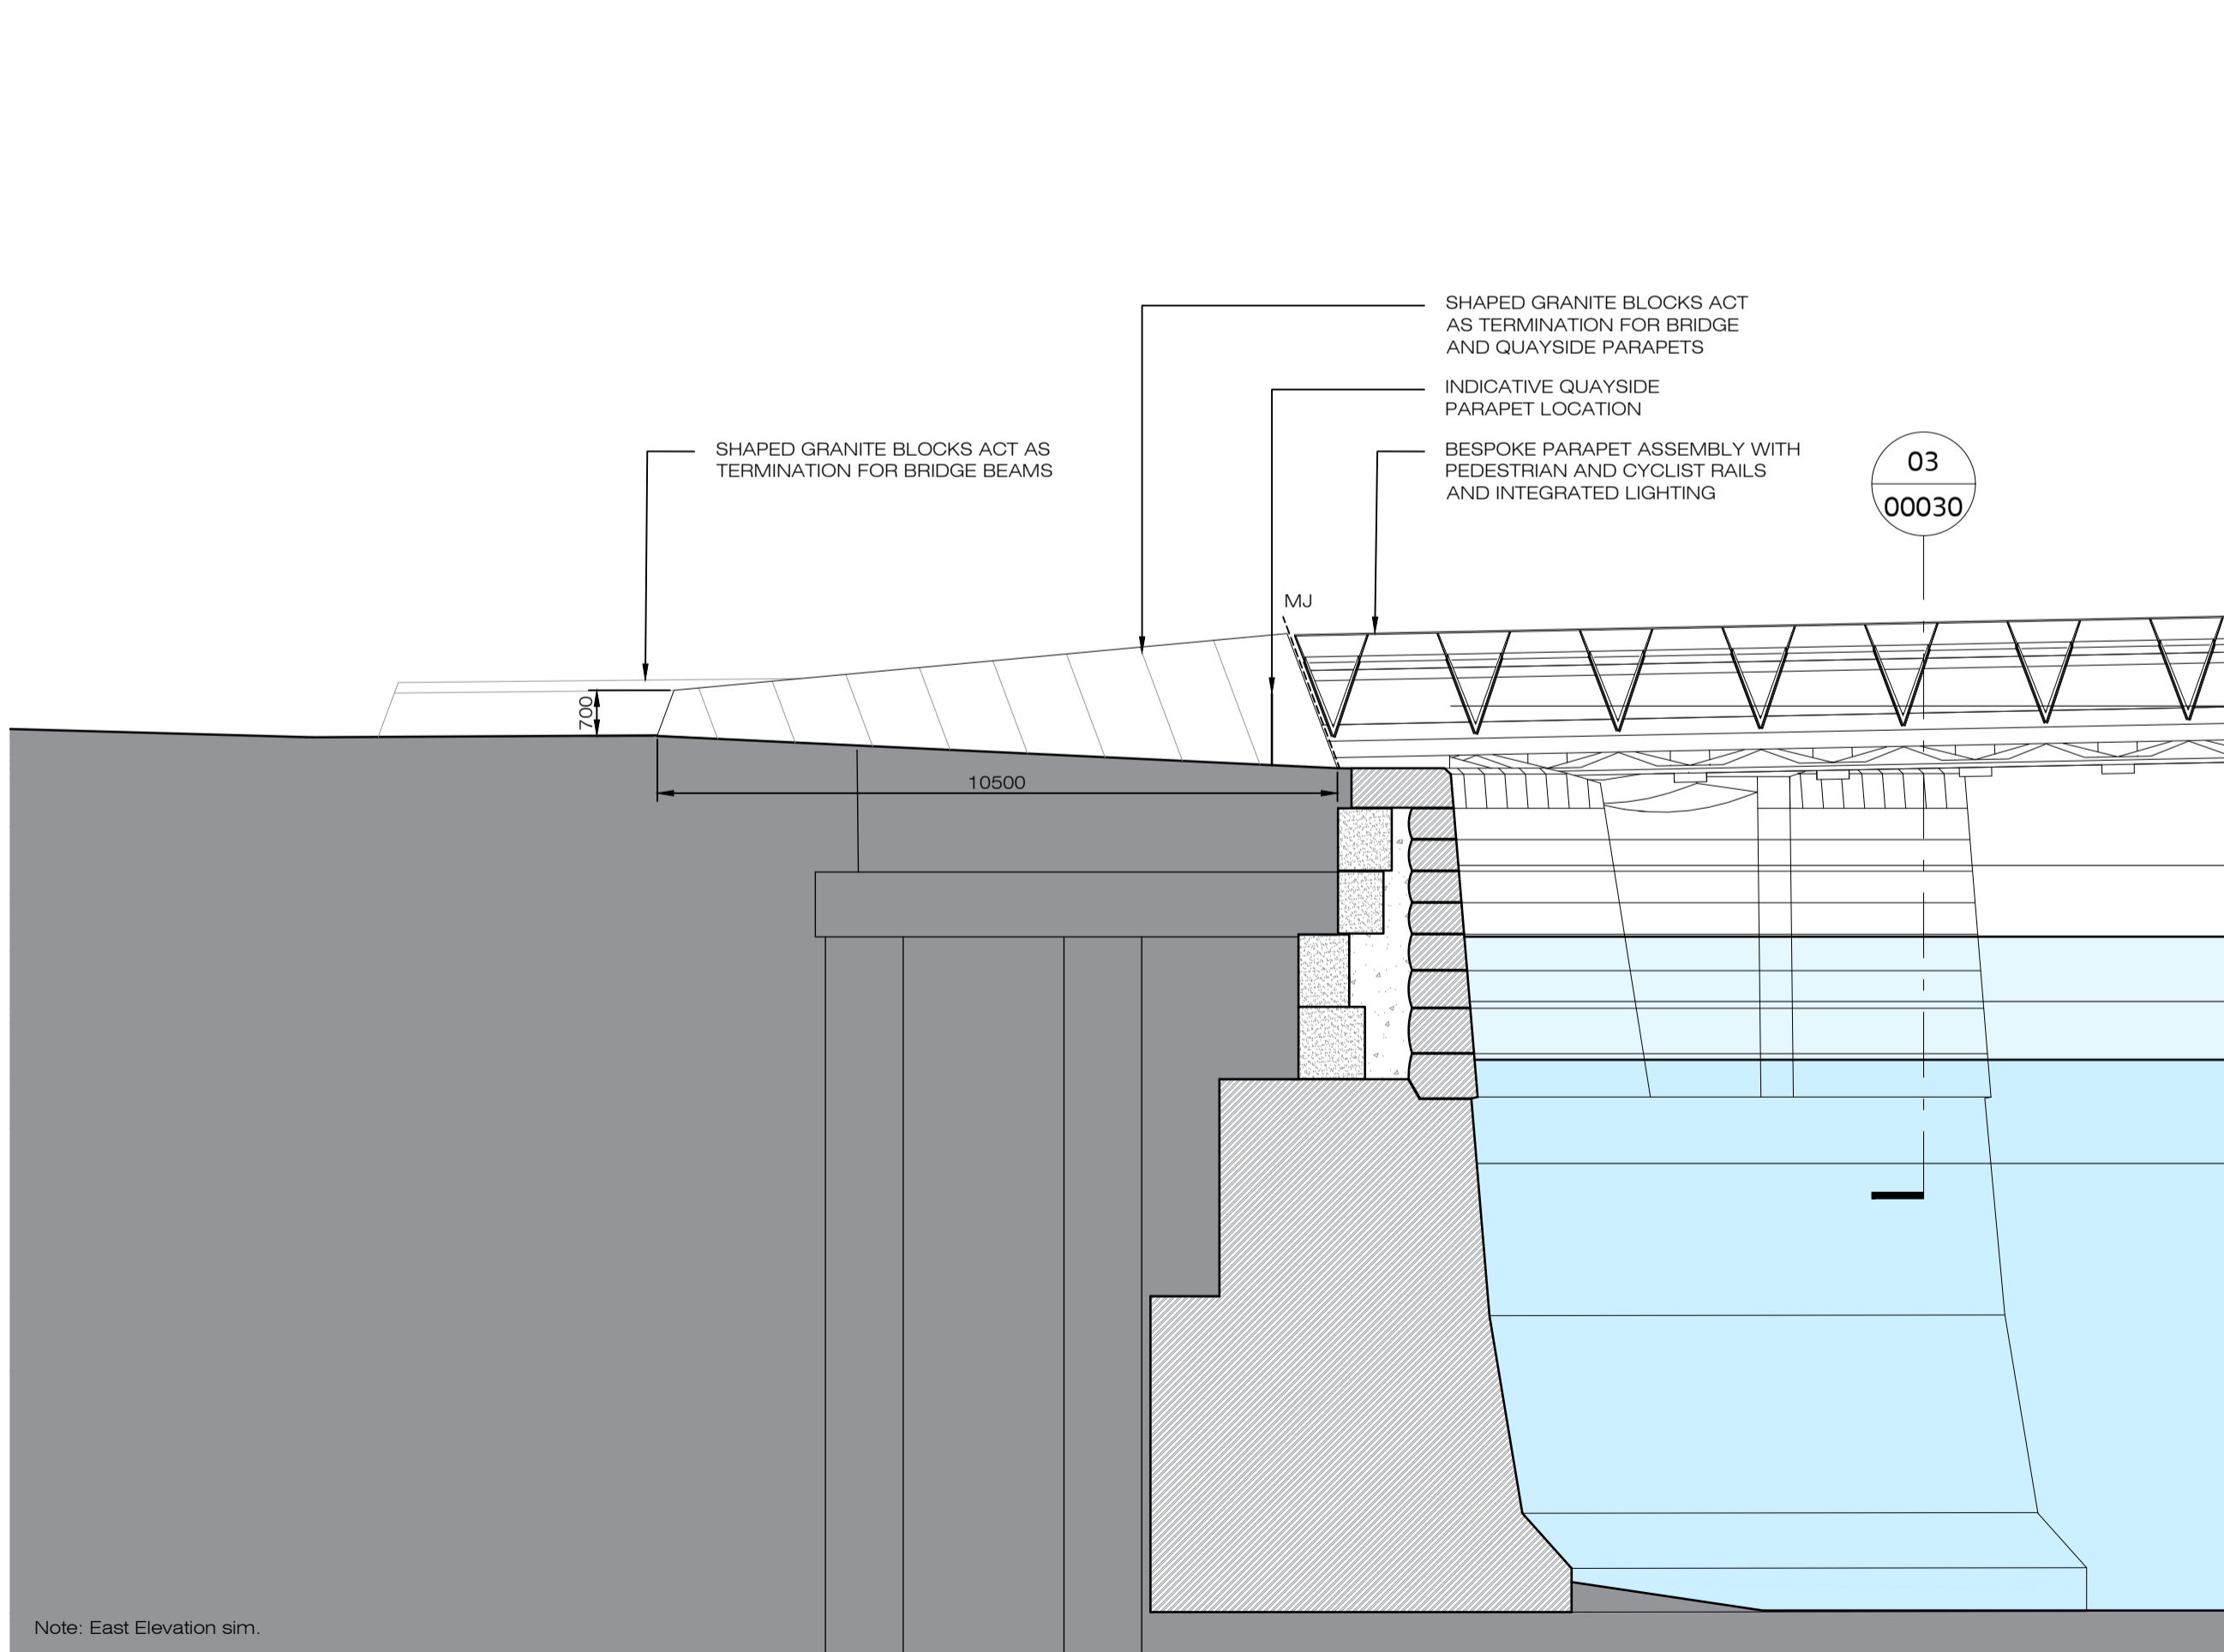 SHAPED GRANITE BLOCKS ACT
AS TERMINATION FOR BRIDGE
AND QUAYSIDE PARAPETS
INDICATIVE QUAYSIDE
PARAPET LOCATION
SHAPED GRANITE BLOCKS ACT AS
TERMINATION FOR BRIDGE BEAMS
BESPOKE PARAPET ASSEMBLY WITH
PEDESTRIAN AND CYCLIST RAILS
AND INTEGRATED LIGHTING
03
00030
MJ
700
10500
Note: East Elevation sim.